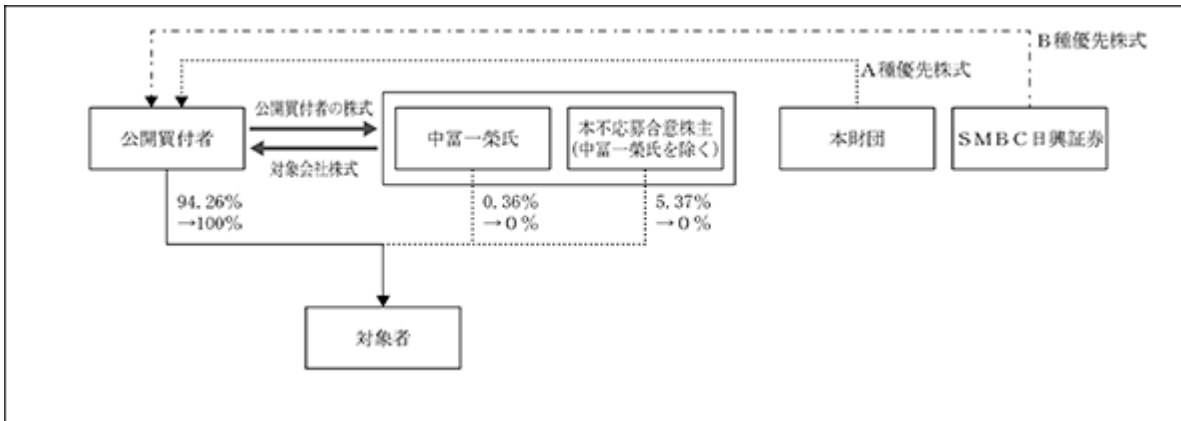 B種優先株式
A種優先株式
公開買付者
公開買付者の株式
対象会社株式
中冨一榮氏
本不応募合意株主
(中冨一榮氏を除く)
本財団
SMBC日興証券
94.26%
→100%
0.36%
→0%
5.37%
→0%
対象者